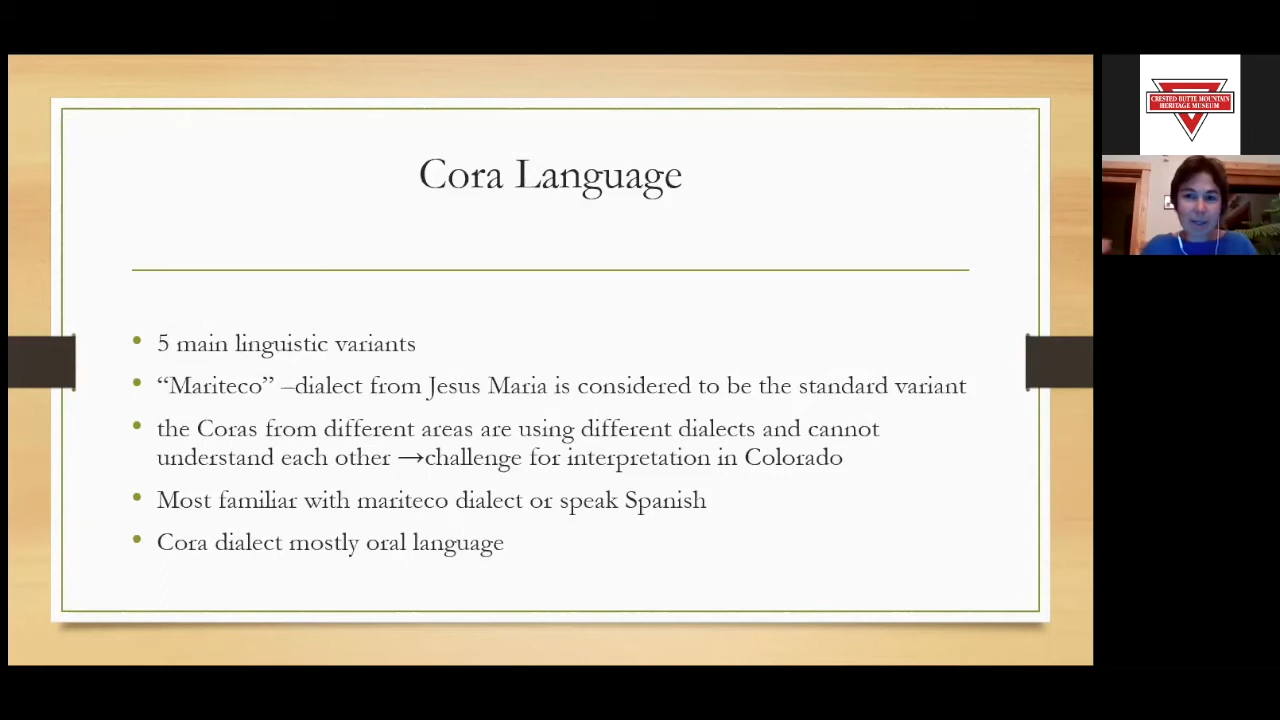 Cora Language
5 main linguistic variants
“Mariteco” –dialect from Jesus Maria is considered to be the standard variant
the Coras from different areas are using different dialects and cannot
understand each other →challenge for interpretation in Colorado
Most familiar with mariteco dialect or speak Spanish
Cora dialect mostly oral language
CRESTED BUTTE MOUNTAIN
HERITAGE MUSEUM